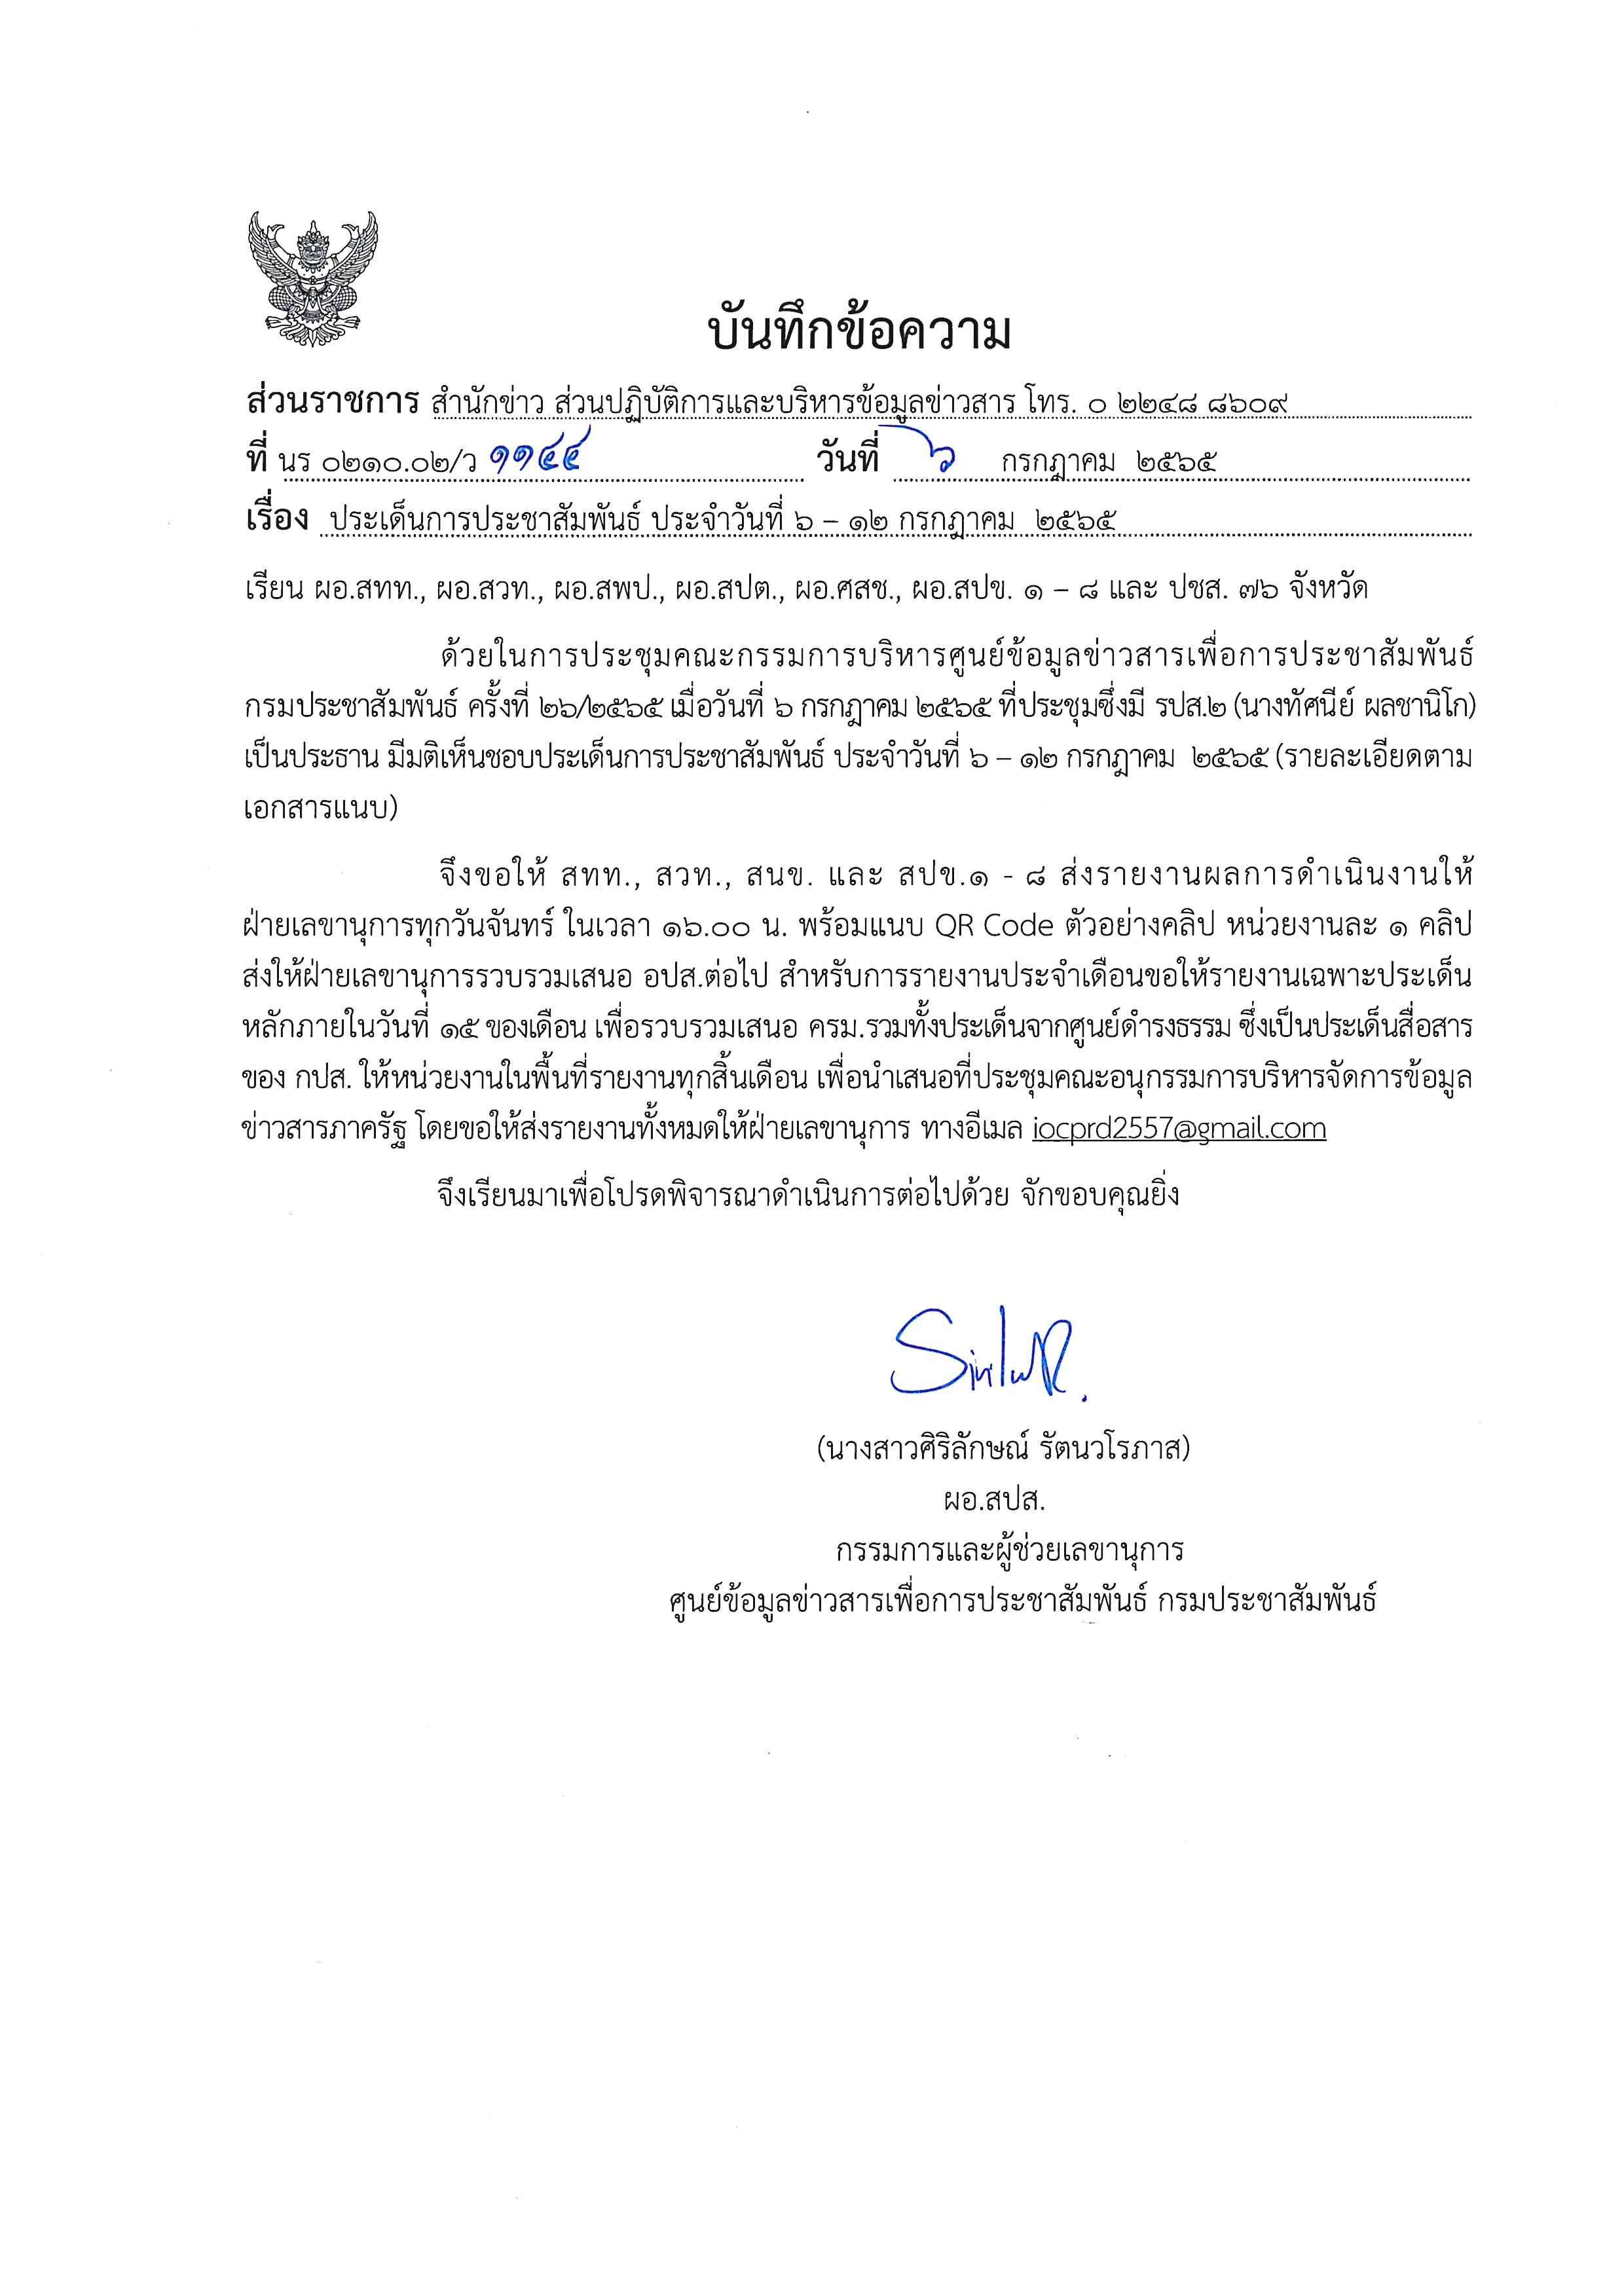 บันทึกข้อความ
ส่วนราชการ สำนักข่าว ส่วนปฏิบัติการและบริหารข้อมูลข่าวสาร โทร. ๐ ๒๒๔๘ ๘๖๐๙
ที่ นร ๐๒๑๐.๐๒/ว ๑๑๔๔ วันที่ ๖ กรกฎาคม ๒๕๖๕
เรื่อง ประเด็นการประชาสัมพันธ์ ประจำวันที่ ๖ – ๑๒ กรกฎาคม ๒๕๖๕
เรียน ผอ.สทท., ผอ.สวท., ผอ.สพป., ผอ.สปต., ผอ.ศสช., ผอ.สปข. ๑ – ๘ และ ปชส. ๗๖ จังหวัด
ด้วยในการประชุมคณะกรรมการบริหารศูนย์ข้อมูลข่าวสารเพื่อการประชาสัมพันธ์
กรมประชาสัมพันธ์ ครั้งที่ ๒๖/๒๕๖๕ เมื่อวันที่ ๖ กรกฎาคม ๒๕๖๕ ที่ประชุมซึ่งมี รปส.๒ (นางทัศนีย์ ผลชานิโก)
เป็นประธาน มีมติเห็นชอบประเด็นการประชาสัมพันธ์ ประจำวันที่ ๖ – ๑๒ กรกฎาคม ๒๕๖๕ (รายละเอียดตาม
เอกสารแนบ)
จึงขอให้ สทท., สวท., สนข. และ สปข.๑ - ๘ ส่งรายงานผลการดำเนินงานให้
ฝ่ายเลขานุการทุกวันจันทร์ ในเวลา ๑๖.๐๐ น. พร้อมแนบ QR Code ตัวอย่างคลิป หน่วยงานละ ๑ คลิป
ส่งให้ฝ่ายเลขานุการรวบรวมเสนอ อปส.ต่อไป สำหรับการรายงานประจำเดือนขอให้รายงานเฉพาะประเด็น
หลักภายในวันที่ ๑๕ ของเดือน เพื่อรวบรวมเสนอ ครม.รวมทั้งประเด็นจากศูนย์ดำรงธรรม ซึ่งเป็นประเด็นสื่อสาร
ของ กปส. ให้หน่วยงานในพื้นที่รายงานทุกสิ้นเดือน เพื่อนำเสนอที่ประชุมคณะอนุกรรมการบริหารจัดการข้อมูล
ข่าวสารภาครัฐ โดยขอให้ส่งรายงานทั้งหมดให้ฝ่ายเลขานุการ ทางอีเมล iocprd2557@gmail.com
จึงเรียนมาเพื่อโปรดพิจารณาดำเนินการต่อไปด้วย จักขอบคุณยิ่ง
(นางสาวศิริลักษณ์ รัตนวโรภาส)
ผอ.สปส.
กรรมการและผู้ช่วยเลขานุการ
ศูนย์ข้อมูลข่าวสารเพื่อการประชาสัมพันธ์ กรมประชาสัมพันธ์